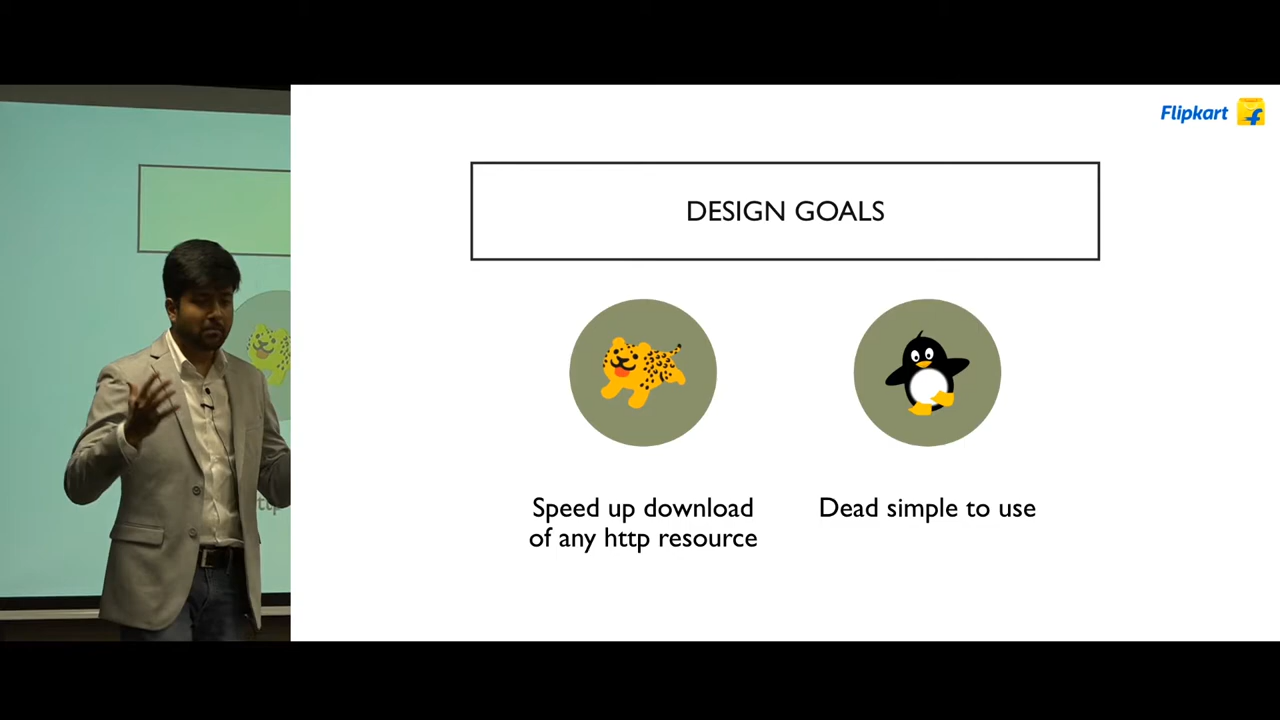 Flipkart
DESIGN GOALS
Speed up download
of any http resource
Dead simple to use